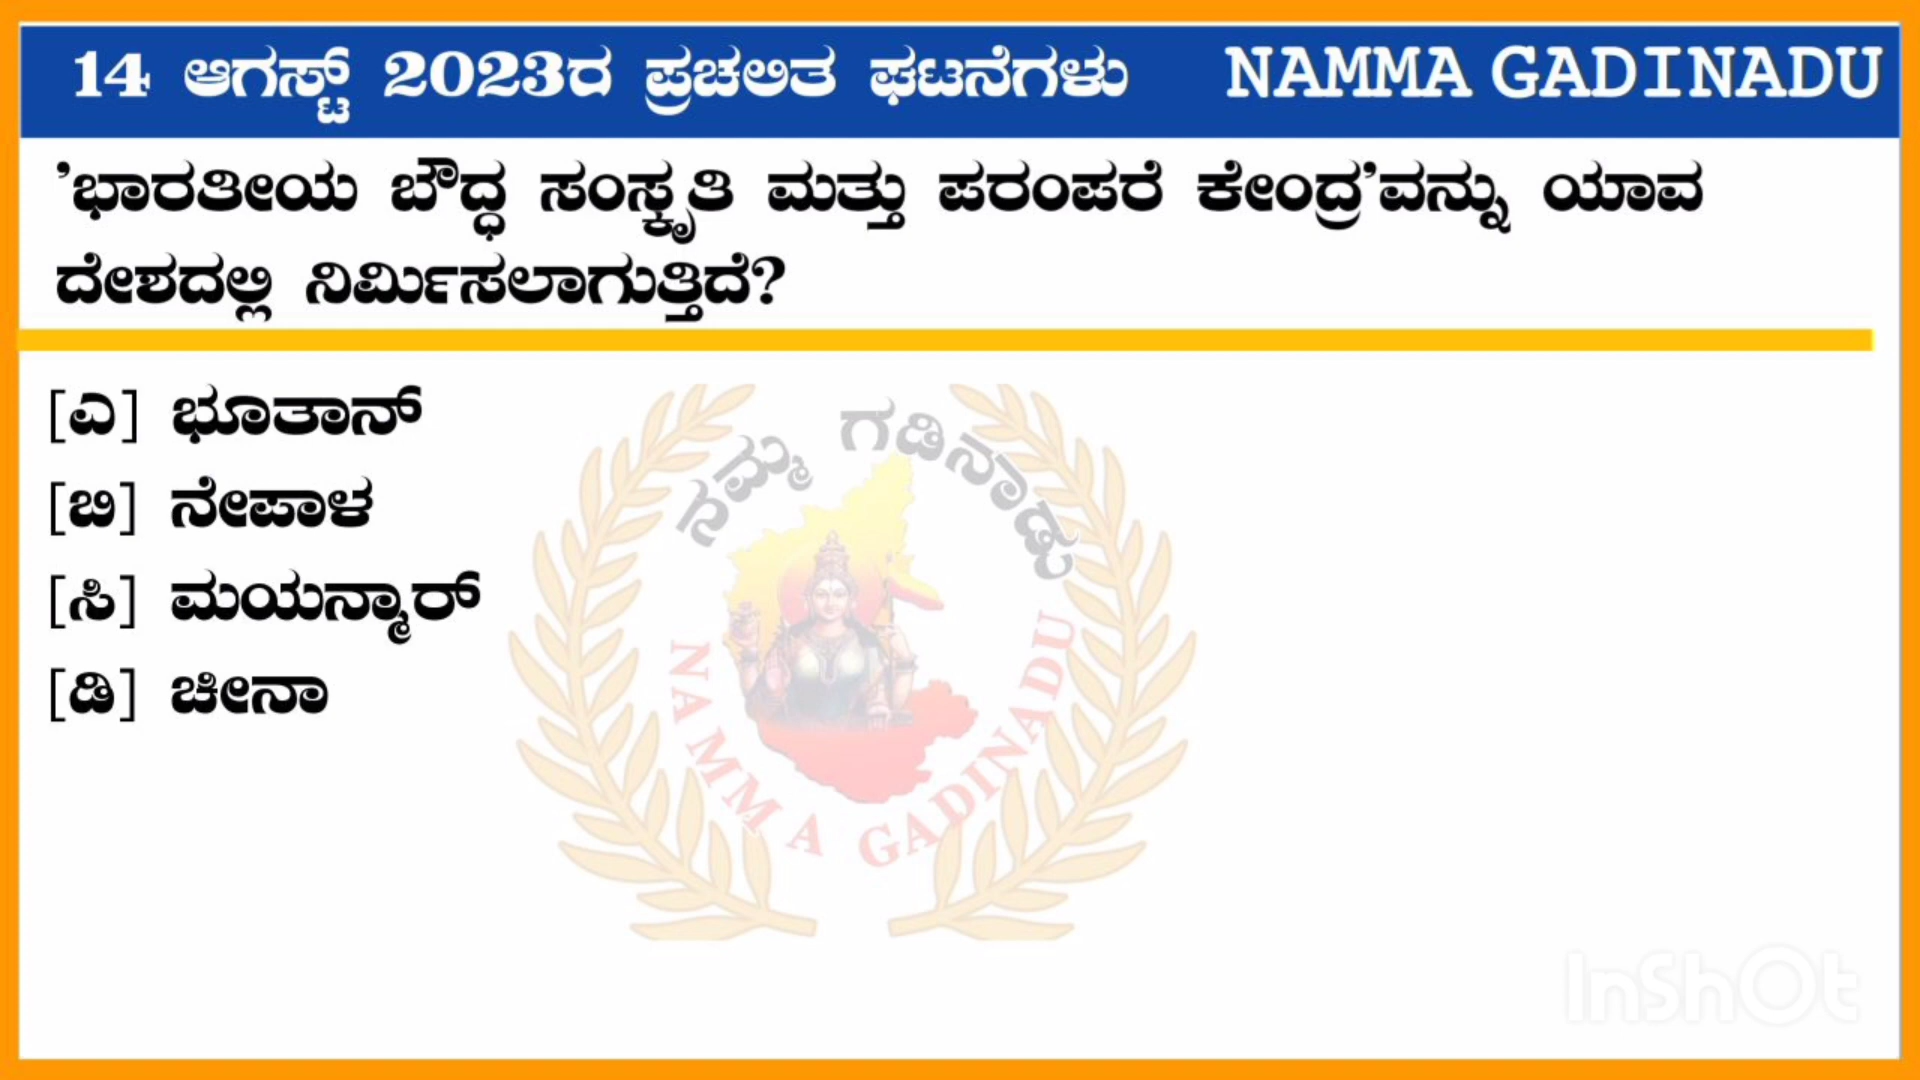 14 ಆಗಸ್ಟ್ 2023ರ ಪ್ರಚಲಿತ ಘಟನೆಗಳು NAMMA GADINADU
'ಭಾರತೀಯ ಬೌದ್ಧ ಸಂಸ್ಕೃತಿ ಮತ್ತು ಪರಂಪರೆ ಕೇಂದ್ರ'ವನ್ನು ಯಾವ
ದೇಶದಲ್ಲಿ ನಿರ್ಮಿಸಲಾಗುತ್ತಿದೆ?
[ಎ] ಭೂತಾನ್
[ಬಿ] ನೇಪಾಳ
[ಸಿ] ಮಯನ್ಮಾರ್
[ಡಿ] ಚೀನಾ
ನಮ್ಮ ಗಡಿನಾಡು
NAMMA GADINADU
InShOt